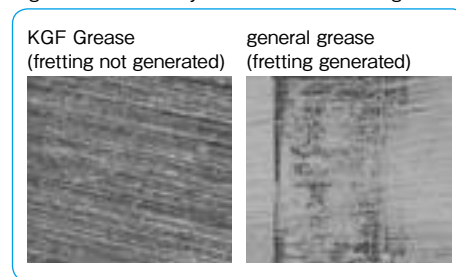 KGF Grease
(fretting not generated)
general grease
(fretting generated)